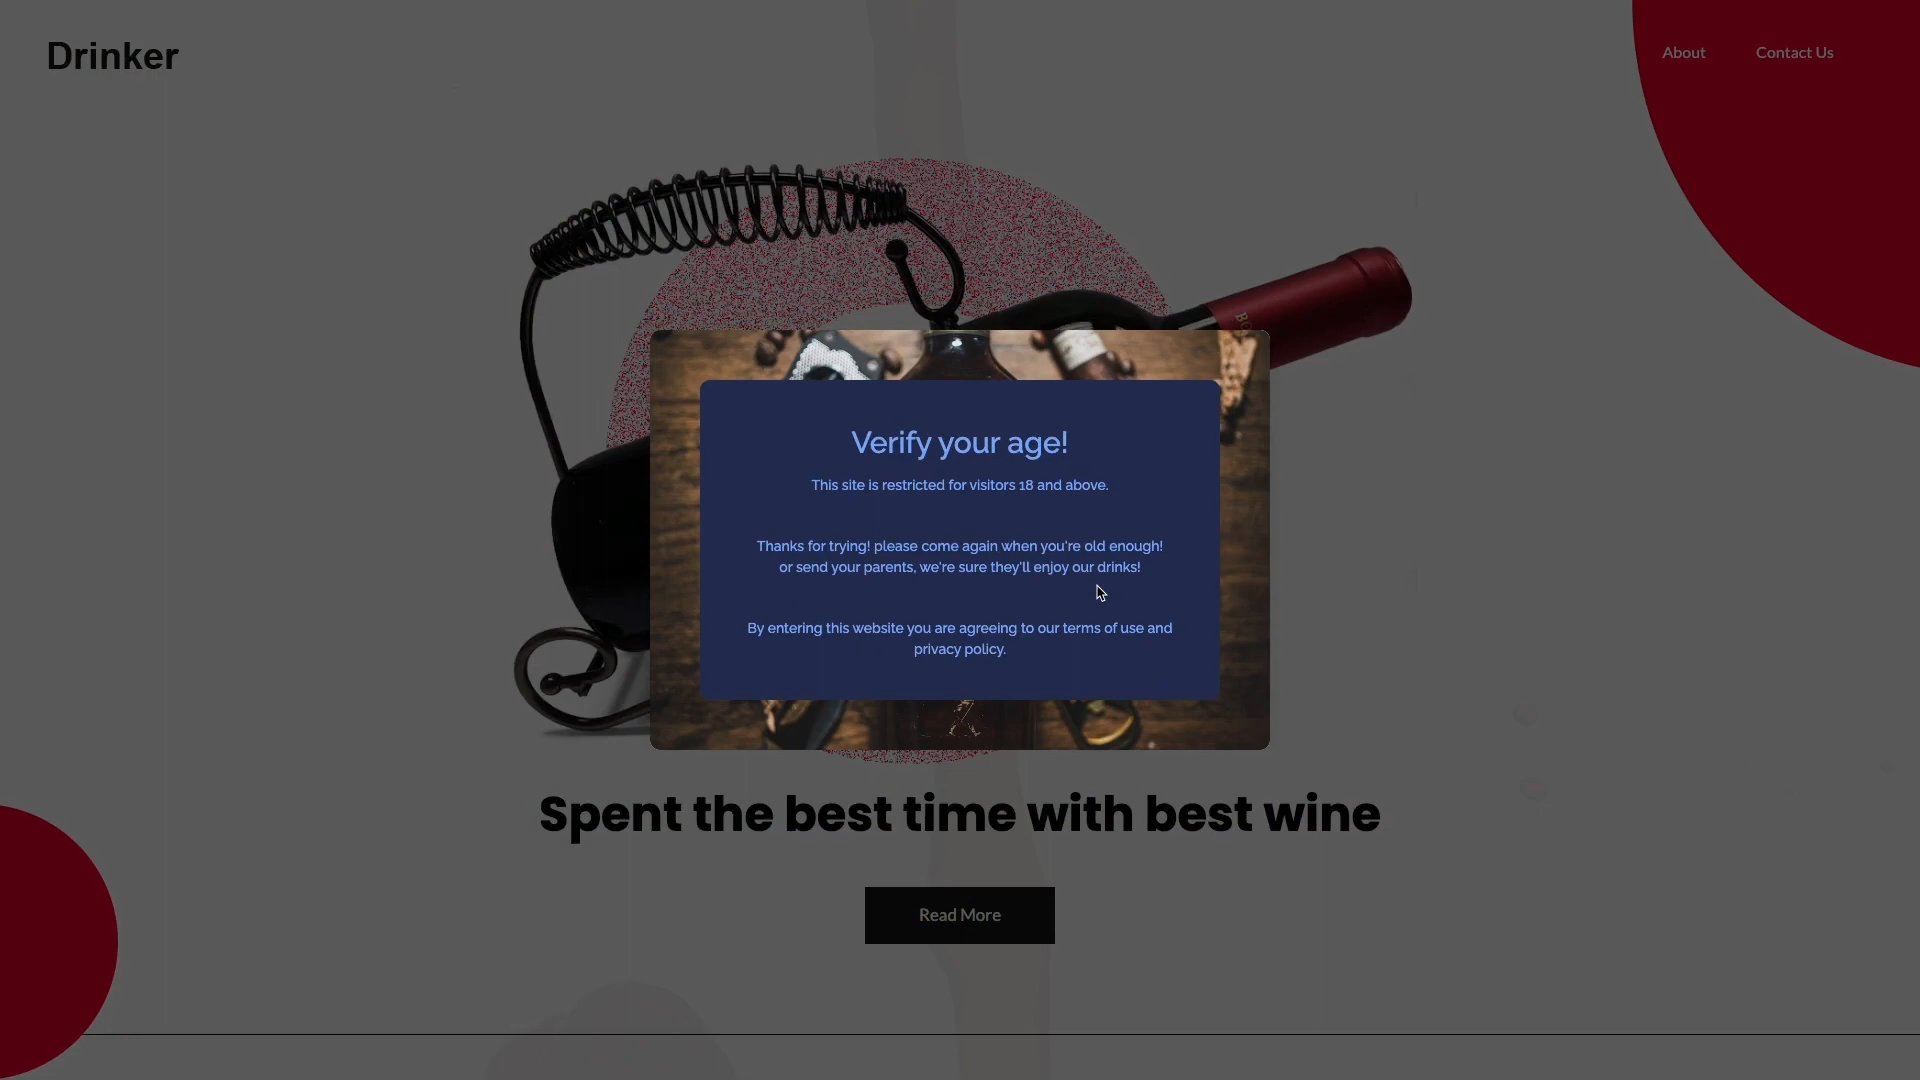 Drinker
About
Contact Us
Verify your age!
This site is restricted for visitors 18 and above.
Thanks for trying! please come again when you're old enough!
or send your parents, we're sure they'll enjoy our drinks!
By entering this website you are agreeing to our terms of use and
privacy policy.
Spent the best time with best wine
Read More